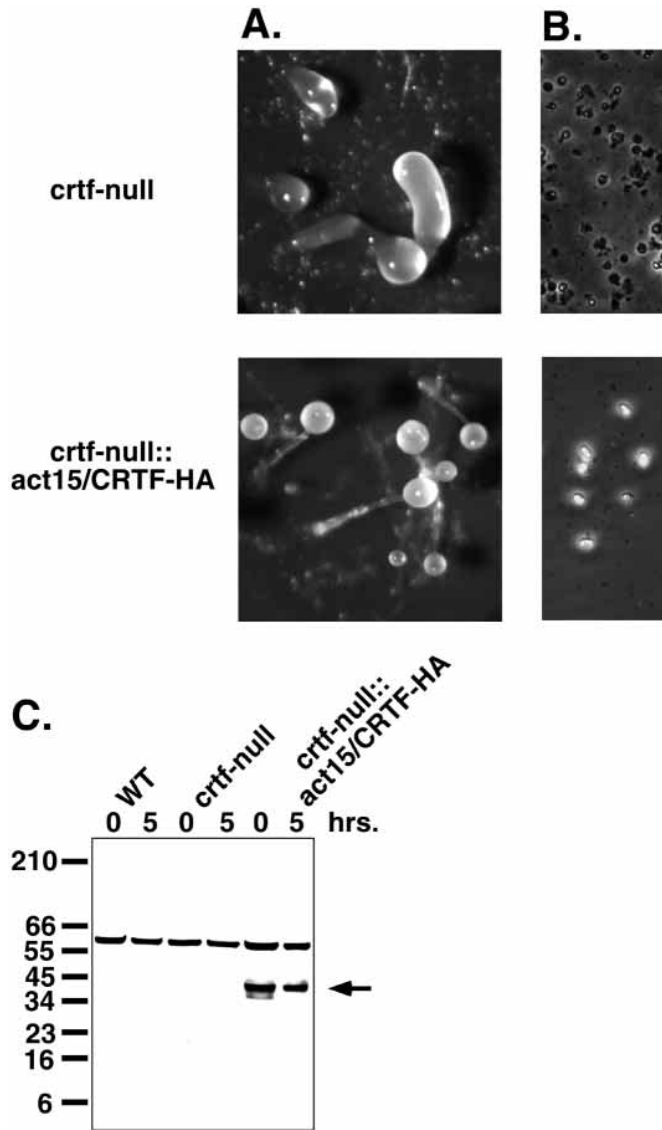 A. B.
crtf-null
crtf-null::
act15/CRTF-HA
C.
WT
crtf-null
crtf-null::
act15/CRTF-HA
0 5 0 5 0 5 hrs.
210
66
55
45
34
23
16
6